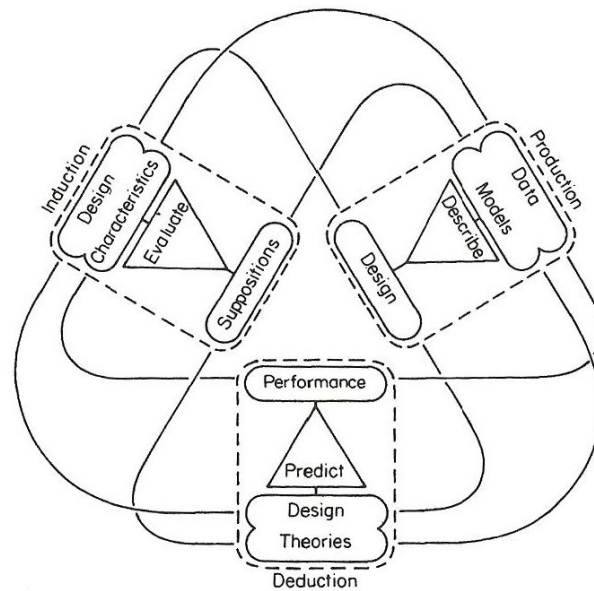 Induction
Design
Characteristics
Evaluate
Suppositions
Production
Data
Models
Describe
Design
Performance
Predict
Design
Theories
Deduction